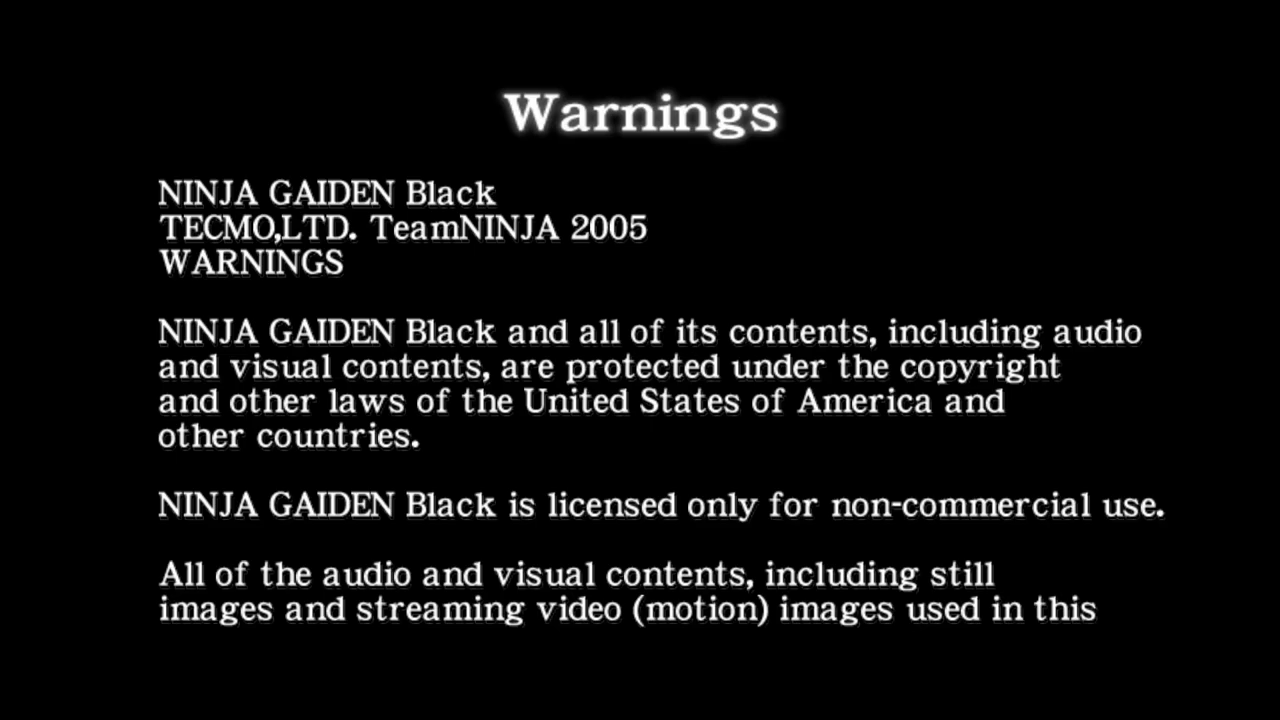 Warnings
NINJA GAIDEN Black
TECMO,LTD. TeamNINJA 2005
WARNINGS
NINJA GAIDEN Black and all of its contents, including audio
and visual contents, are protected under the copyright
and other laws of the United States of America and
other countries.
NINJA GAIDEN Black is licensed only for non-commercial use.
All of the audio and visual contents, including still
images and streaming video (motion) images used in this